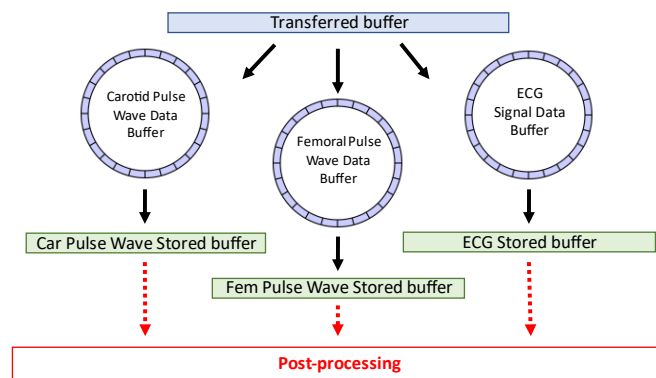 Transferred buffer
Carotid Pulse
Wave Data
Buffer
Femoral Pulse
Wave Data
Buffer
ECG
Signal Data
Buffer
Car Pulse Wave Stored buffer
Fem Pulse Wave Stored buffer
ECG Stored buffer
Post-processing